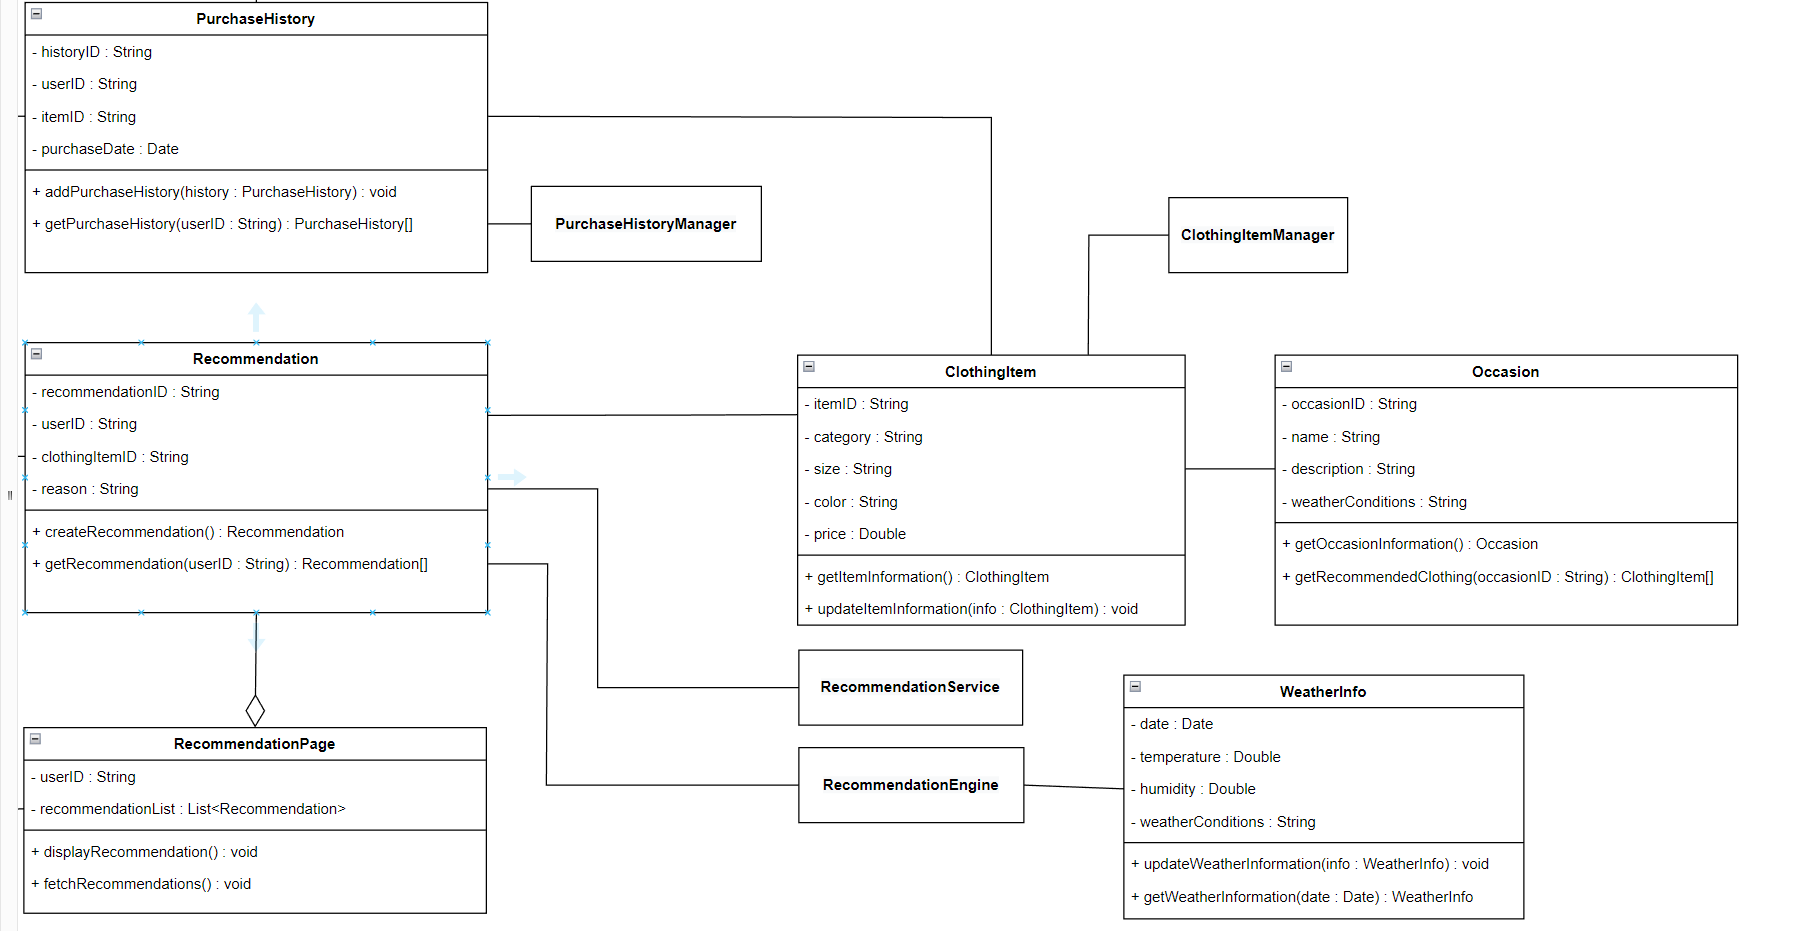 PurchaseHistory
- historyID : String
- userID : String
- itemID : String
- purchaseDate : Date
+ addPurchaseHistory(history : PurchaseHistory) : void
+ getPurchaseHistory(userID : String) : PurchaseHistory[]
PurchaseHistoryManager
ClothingItemManager
Recommendation
- recommendationID : String
- userID : String
- clothingItemID : String
- reason : String
+ createRecommendation() : Recommendation
+ getRecommendation(userID : String) : Recommendation[]
ClothingItem
- itemID : String
- category : String
- size : String
- color : String
- price : Double
+ getItemInformation() : ClothingItem
+ updateItemInformation(info : ClothingItem) : void
Occasion
- occasionID : String
- name : String
- description : String
- weatherConditions : String
+ getOccasionInformation() : Occasion
+ getRecommendedClothing(occasionID : String) : ClothingItem[]
RecommendationService
RecommendationEngine
WeatherInfo
- date : Date
- temperature : Double
- humidity : Double
- weatherConditions : String
+ updateWeatherInformation(info : WeatherInfo) : void
+ getWeatherInformation(date : Date) : WeatherInfo
RecommendationPage
- userID : String
- recommendationList : List<Recommendation>
+ displayRecommendation() : void
+ fetchRecommendations() : void